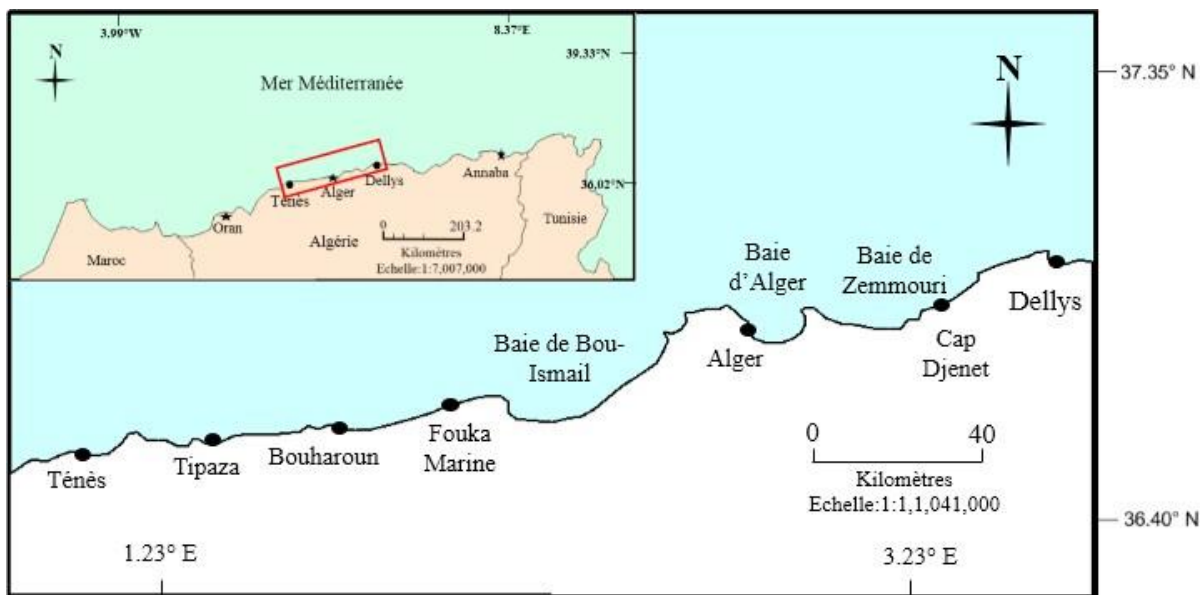 3.99°W
8.37°E
N
39.33°N
Mer Méditerranée
36.02°N
Annaba
Dellys
Alger
Ténès
Oran
0 203.2
Kilomètres
Echelle:1:7,007,000
Maroc
Algérie
Tunisie
N
37.35° N
Baie
d’Alger
Baie de
Zemmouri
Dellys
Baie de Bou-
Ismail
Alger
Cap
Djenet
Fouka
Marine
Bouharoun
Tipaza
Ténès
0 40
Kilomètres
Echelle:1:1,1,041,000
36.40° N
1.23° E
3.23° E